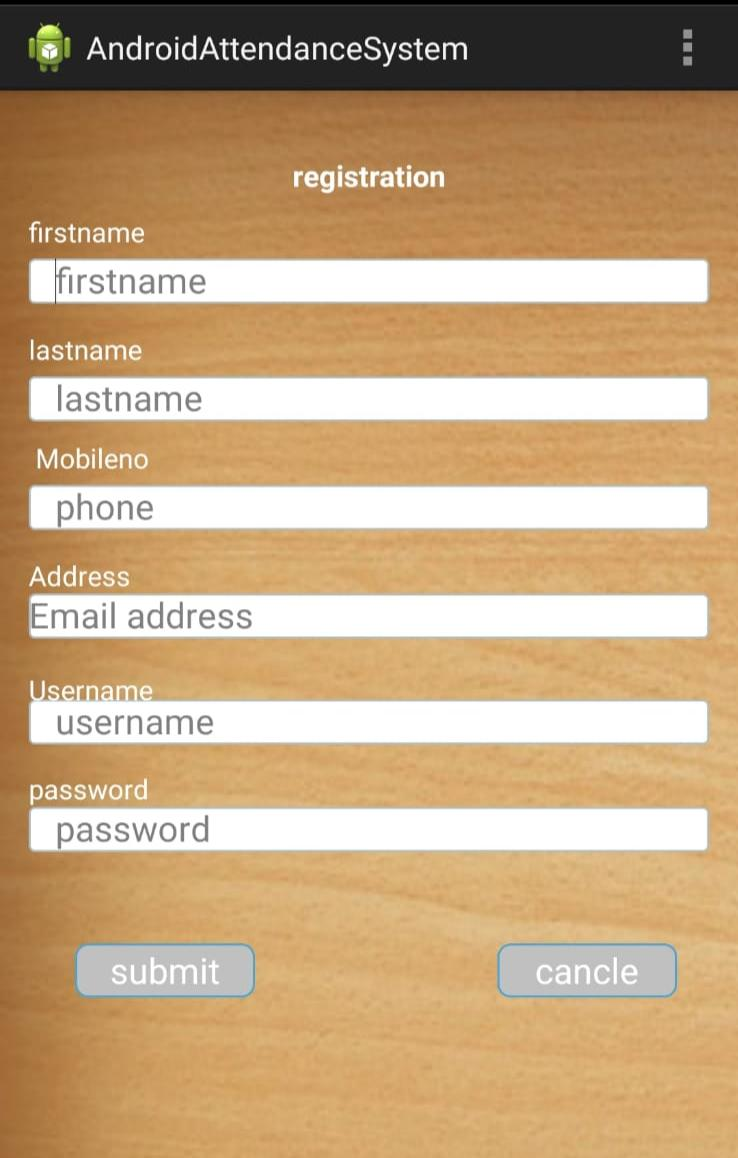 AndroidAttendanceSystem
registration
firstname
firstname
lastname
lastname
Mobileno
phone
Address
Email address
Username
username
password
password
submit cancle